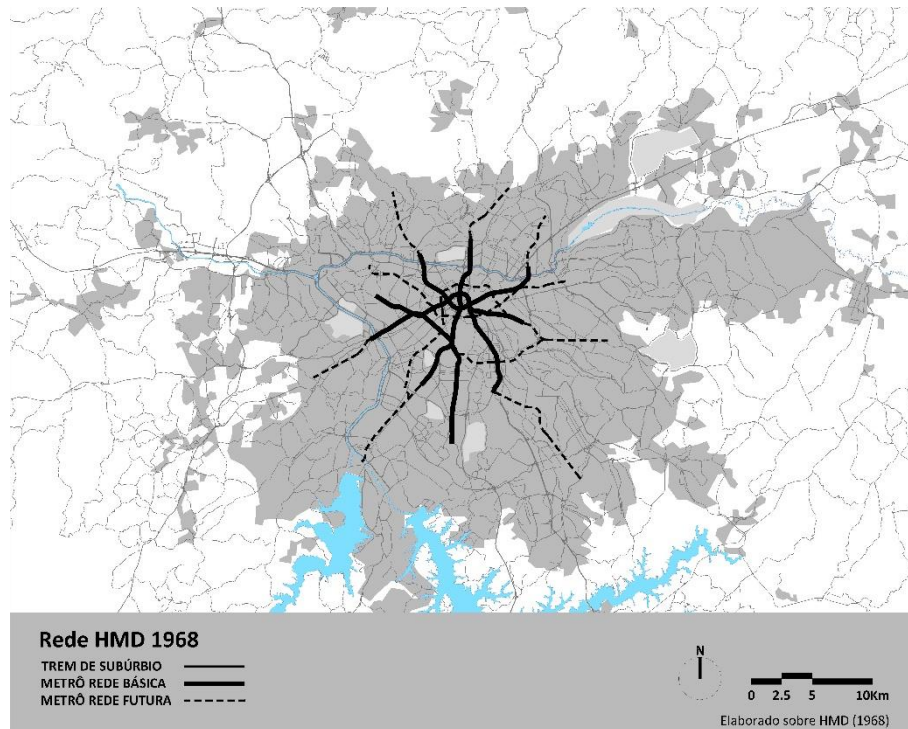 Rede HMD 1968
TREM DE SUBÚRBIO
METRÔ REDE BÁSICA
METRÔ REDE FUTURA
N
0 2.5 5 10Km
Elaborado sobre HMD (1968)